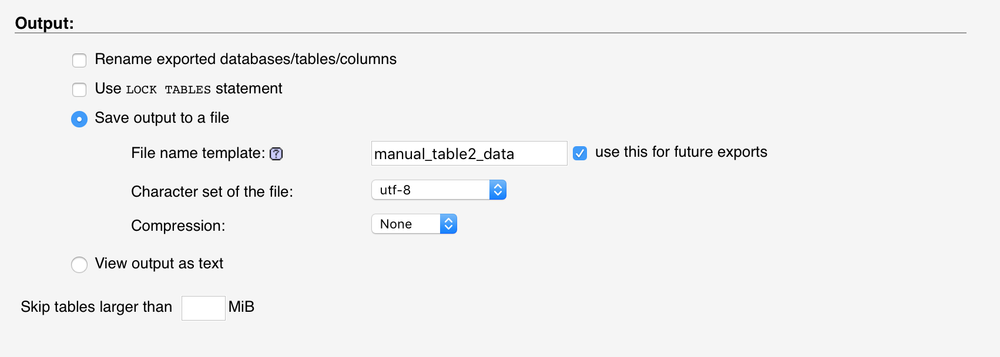 Output:
Rename exported databases/tables/columns
Use LOCK TABLES statement
Save output to a file
File name template: ? manual_table2_data use this for future exports
Character set of the file: utf-8
Compression: None
View output as text
Skip tables larger than MiB